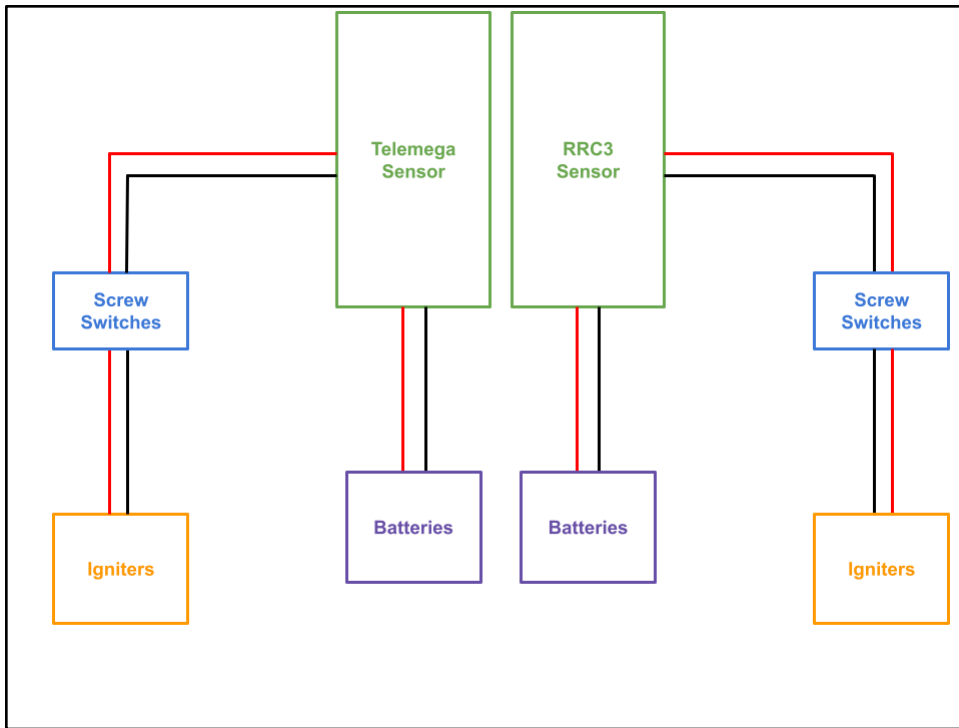 Telemega
Sensor
RRC3
Sensor
Screw
Switches
Screw
Switches
Batteries
Batteries
Igniters
Igniters